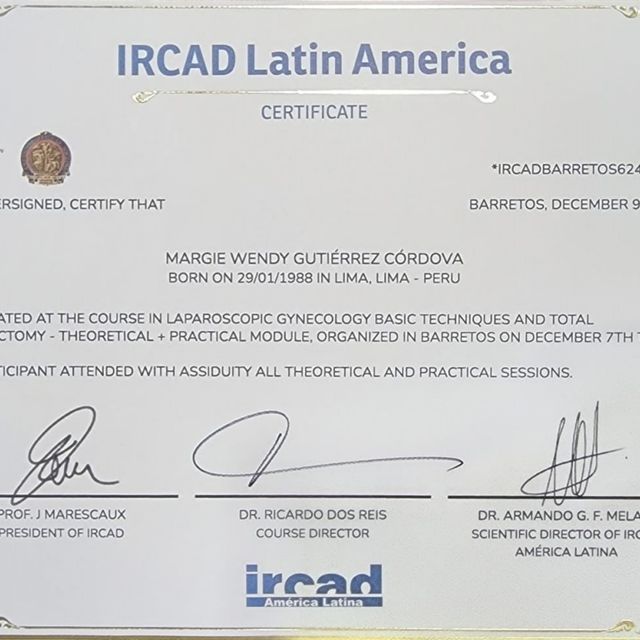 IRCAD Latin America
CERTIFICATE
*IRCADBARRETOS624
ERSIGNED, CERTIFY THAT
BARRETOS, DECEMBER 9
MARGIE WENDY GUTIÉRREZ CÓRDOVA
BORN ON 29/01/1988 IN LIMA, LIMA - PERU
ATED AT THE COURSE IN LAPAROSCOPIC GYNECOLOGY BASIC TECHNIQUES AND TOTAL
CTOMY - THEORETICAL + PRACTICAL MODULE, ORGANIZED IN BARRETOS ON DECEMBER 7TH T
TICIPANT ATTENDED WITH ASSIDUITY ALL THEORETICAL AND PRACTICAL SESSIONS.
PROF. J MARESCAUX
PRESIDENT OF IRCAD
DR. RICARDO DOS REIS
COURSE DIRECTOR
DR. ARMANDO G. F. MELA
SCIENTIFIC DIRECTOR OF IRC
AMÉRICA LATINA
ircad
América Latina